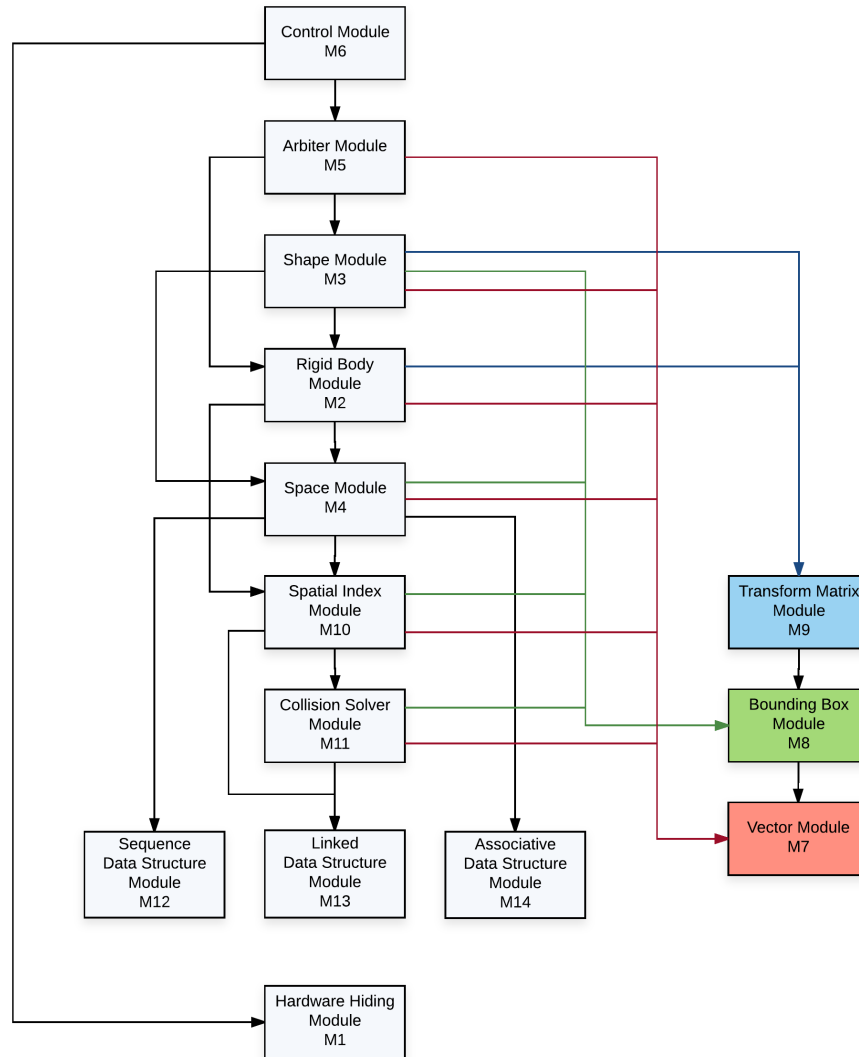 Control Module
M6
Arbiter Module
M5
Shape Module
M3
Rigid Body
Module
M2
Space Module
M4
Spatial Index
Module
M10
Transform Matrix
Module
M9
Collision Solver
Module
M11
Bounding Box
Module
M8
Vector Module
M7
Sequence
Data Structure
Module
M12
Linked
Data Structure
Module
M13
Associative
Data Structure
Module
M14
Hardware Hiding
Module
M1